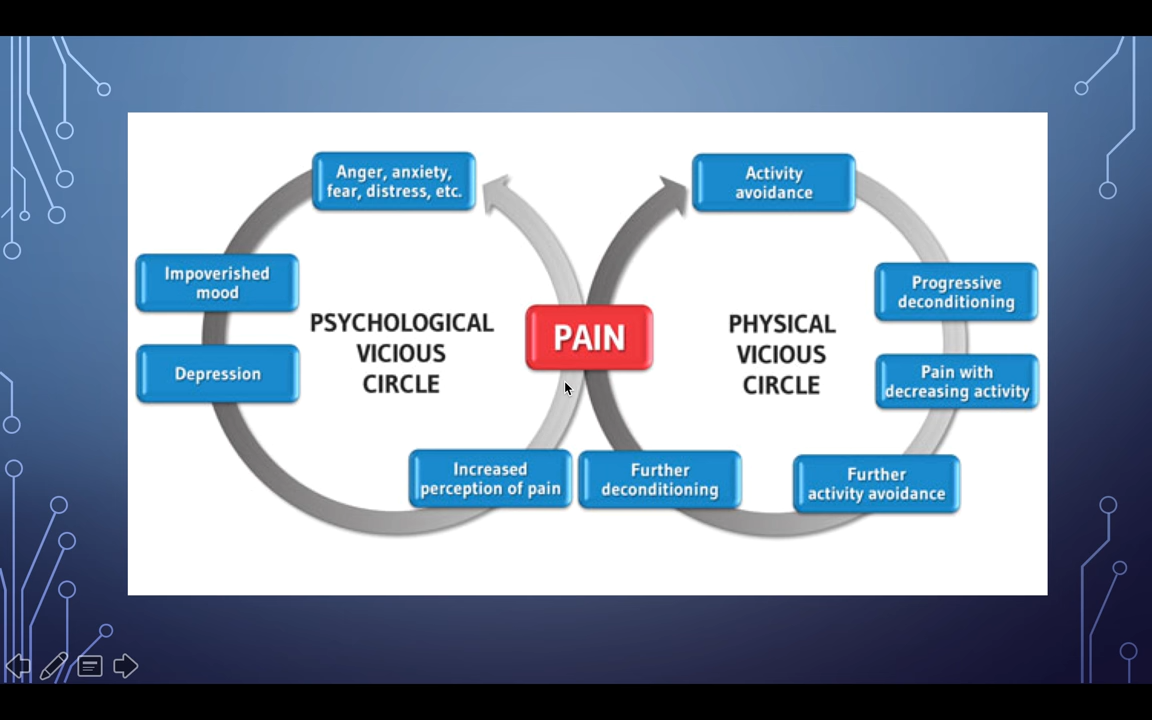 Anger, anxiety,
fear, distress, etc.
Impoverished
mood
Depression
Increased
perception of pain
PSYCHOLOGICAL
VICIOUS
CIRCLE
PAIN
Activity
avoidance
Progressive
deconditioning
Pain with
decreasing activity
Further
activity avoidance
Further
deconditioning
PHYSICAL
VICIOUS
CIRCLE